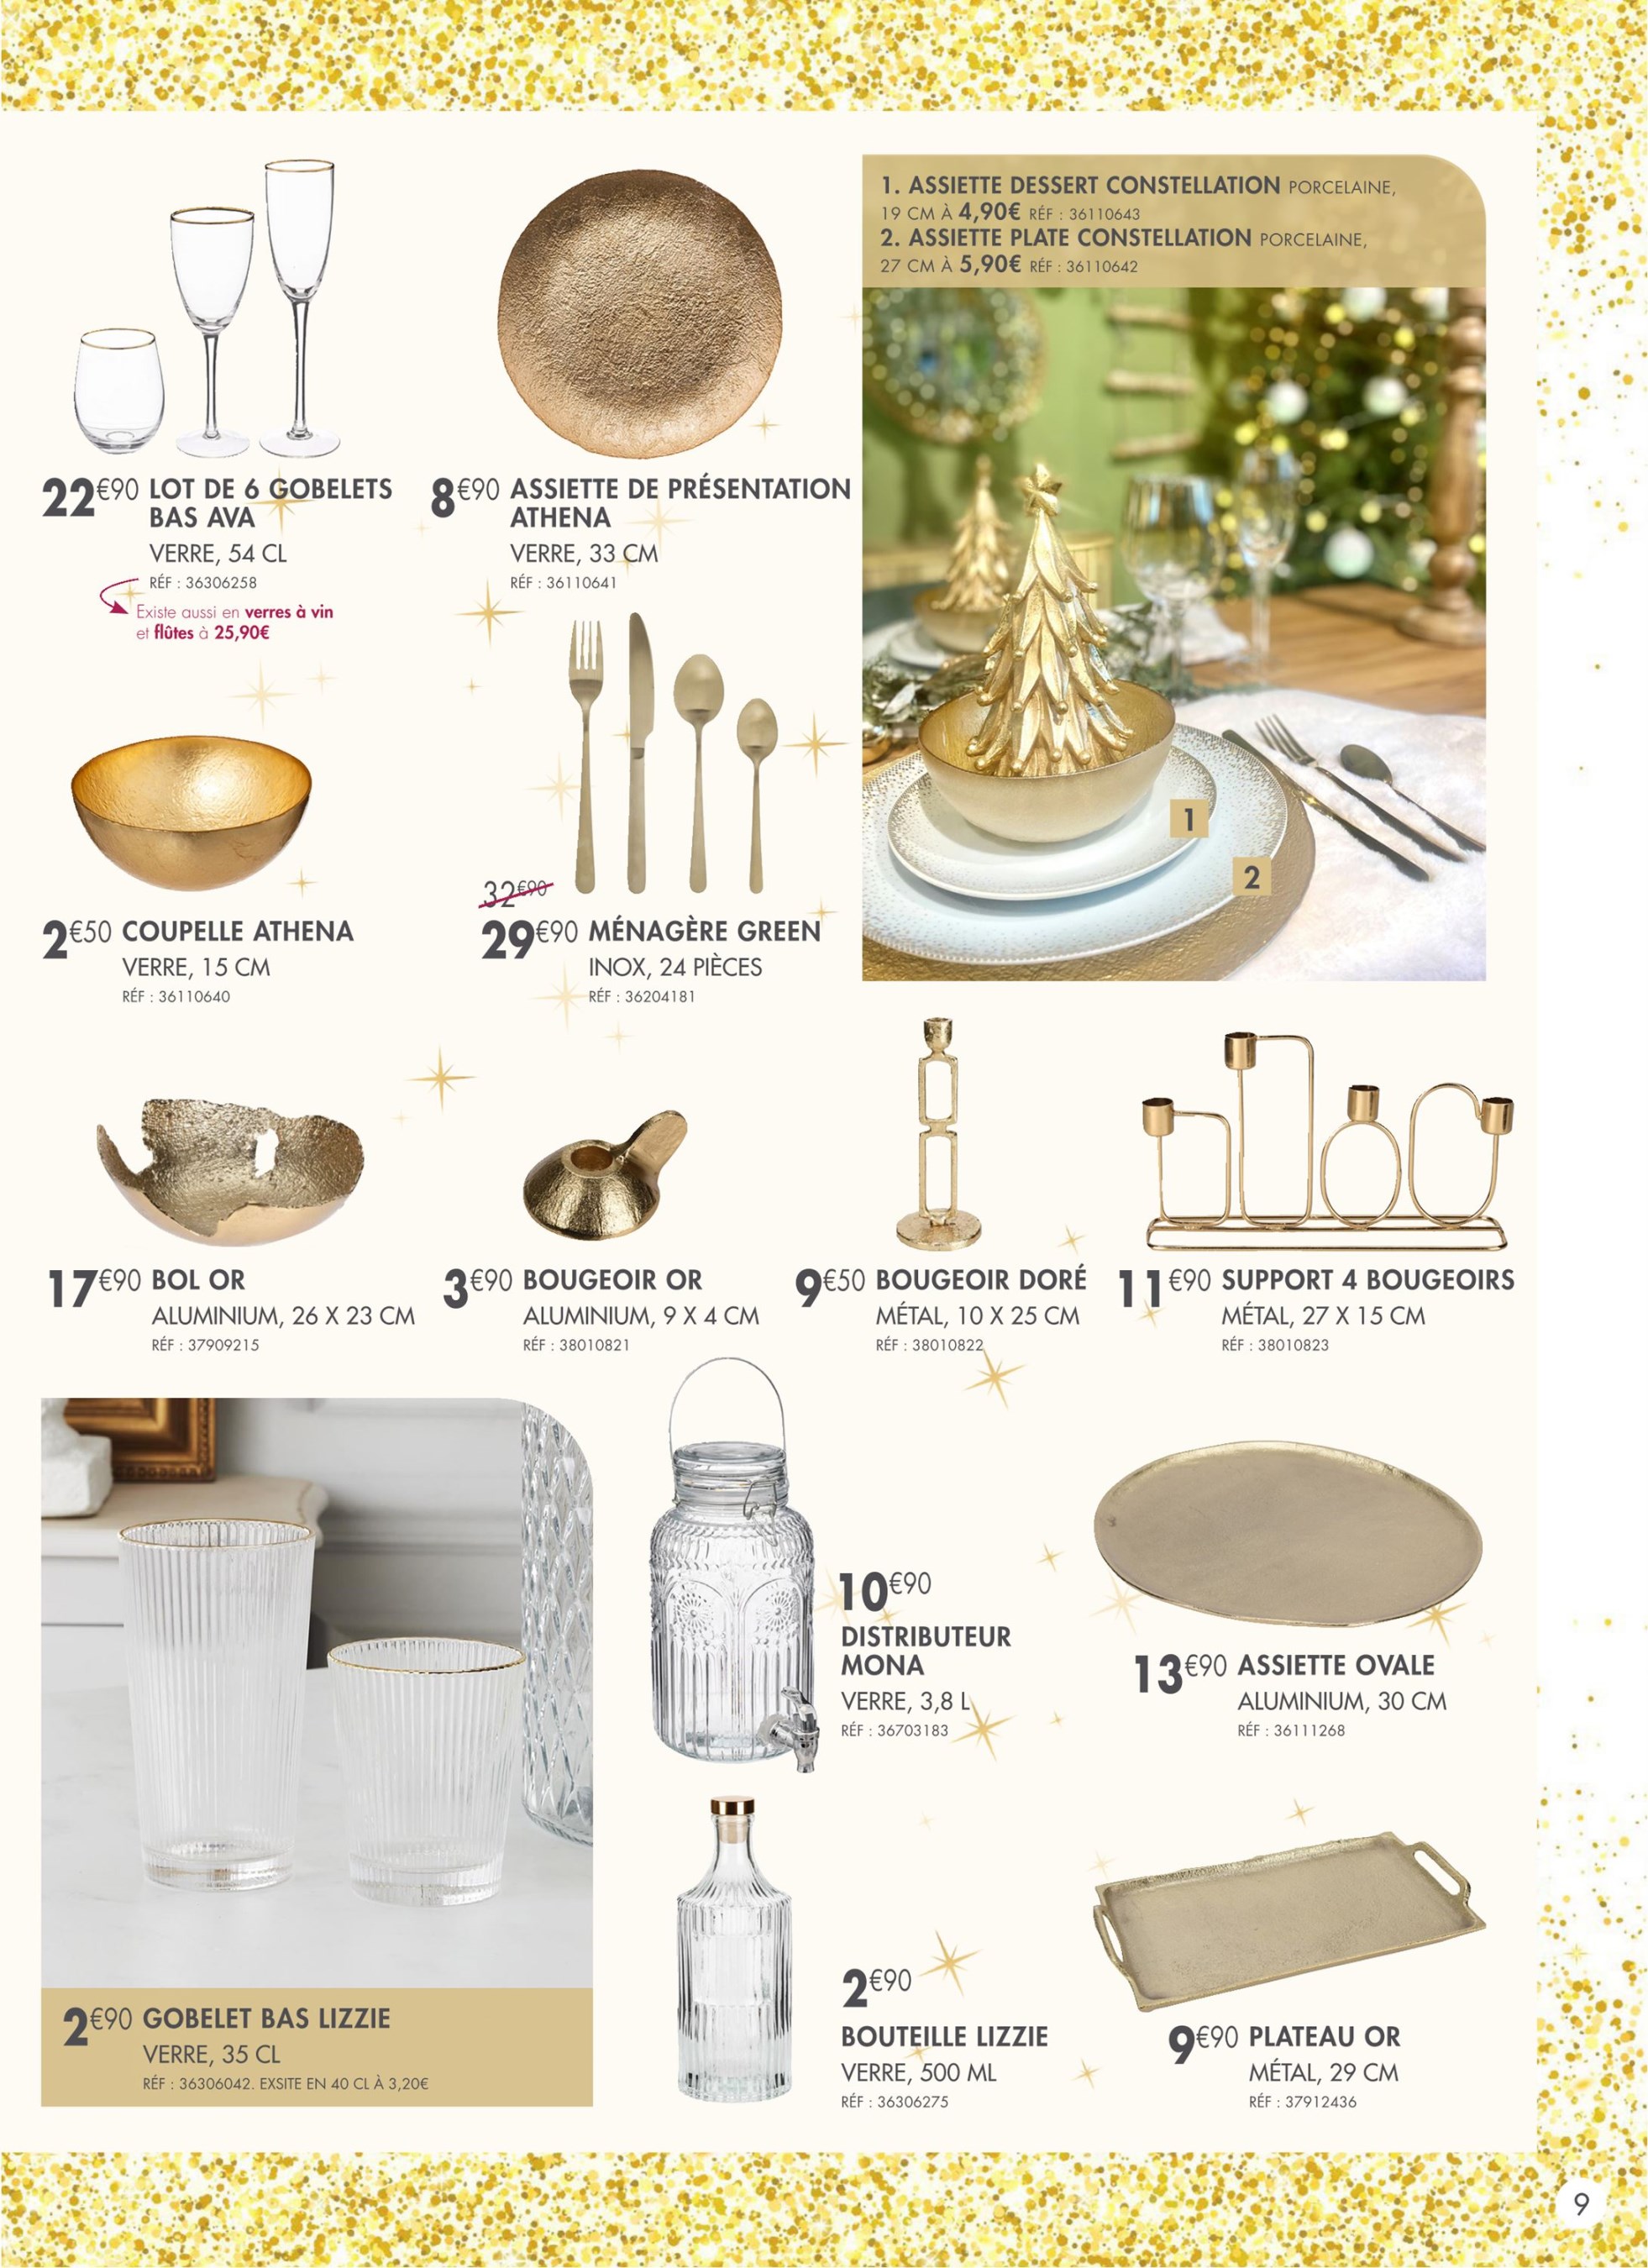 1. ASSIETTE DESSERT CONSTELLATION PORCELAINE,
19 CM À 4,90€ RÉF : 36110643
2. ASSIETTE PLATE CONSTELLATION PORCELAINE,
27 CM À 5,90€ RÉF : 36110642
22€90 LOT DE 6 GOBELETS
BAS AVA
VERRE, 54 CL
RÉF : 36306258
Existe aussi en verres à vin
et flûtes à 25,90€
8€90 ASSIETTE DE PRÉSENTATION
ATHENA
VERRE, 33 CM
RÉF : 36110641
1
2
2€50 COUPELLE ATHENA
VERRE, 15 CM
RÉF : 36110640
32€90
29€90 MÉNAGÈRE GREEN
INOX, 24 PIÈCES
RÉF : 36204181
17€90 BOL OR
ALUMINIUM, 26 X 23 CM
RÉF : 37909215
3€90 BOUGEOIR OR
ALUMINIUM, 9 X 4 CM
RÉF : 38010821
9€50 BOUGEOIR DORÉ
MÉTAL, 10 X 25 CM
RÉF : 38010822
11€90 SUPPORT 4 BOUGEOIRS
MÉTAL, 27 X 15 CM
RÉF : 38010823
10€90
DISTRIBUTEUR
MONA
VERRE, 3,8 L
RÉF : 36703183
13€90 ASSIETTE OVALE
ALUMINIUM, 30 CM
RÉF : 36111268
2€90 GOBELET BAS LIZZIE
VERRE, 35 CL
RÉF : 36306042. EXSITE EN 40 CL À 3,20€
2€90
BOUTEILLE LIZZIE
VERRE, 500 ML
RÉF : 36306275
9€90 PLATEAU OR
MÉTAL, 29 CM
RÉF : 37912436
9